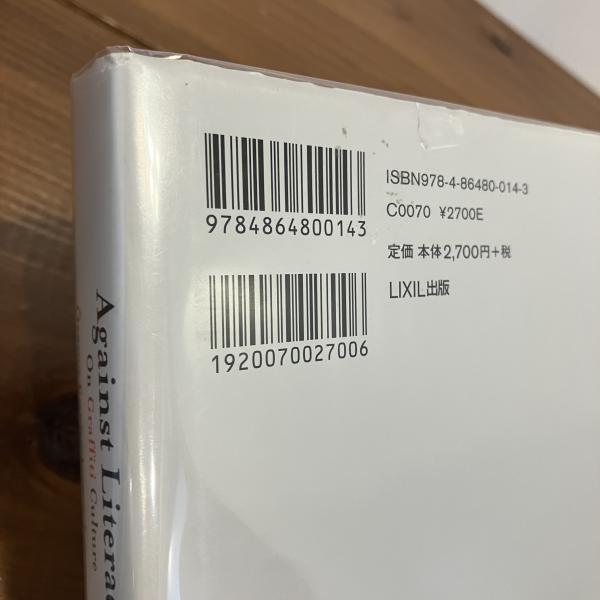 9784864800143
1920070027006
ISBN978-4-86480-014-3
C0070 ¥2700E
定価 本体2,700円+税
LIXIL出版
Against
On Graffiti Culture